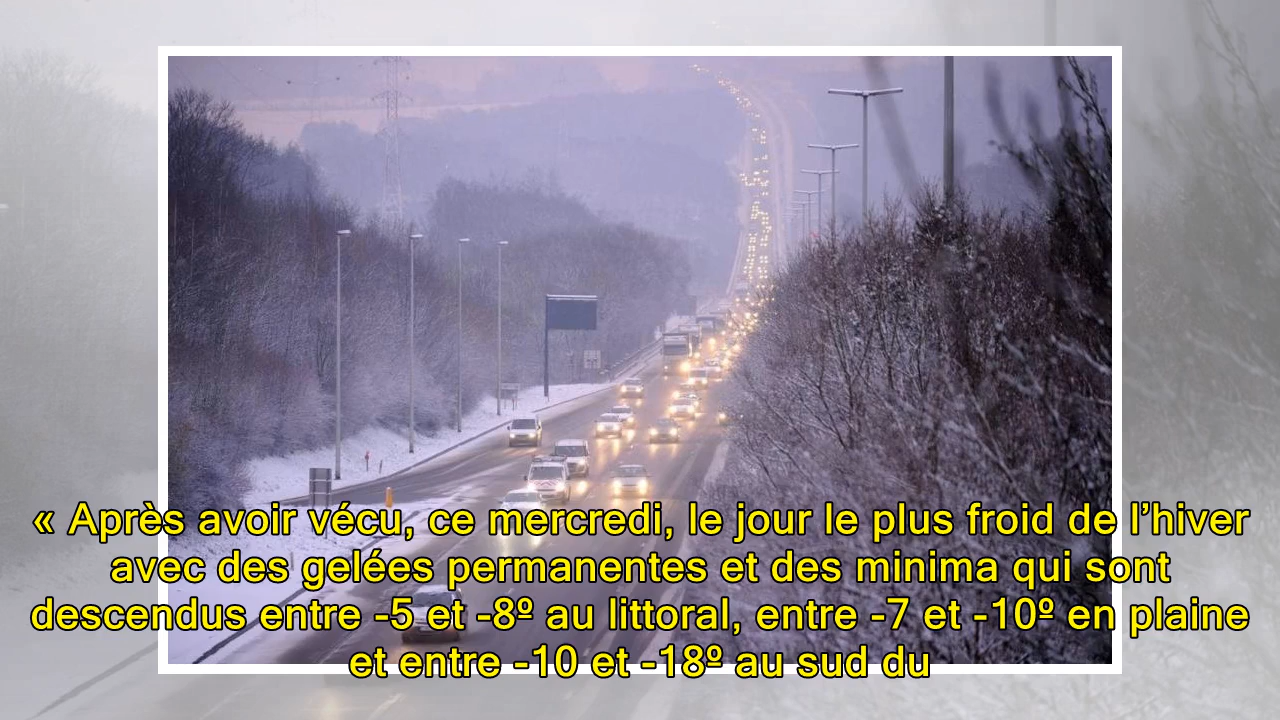 « Après avoir vécu, ce mercredi, le jour le plus froid de l’hiver
avec des gelées permanentes et des minima qui sont
descendus entre -5 et -8º au littoral, entre -7 et -10º en plaine
et entre -10 et -18º au sud du